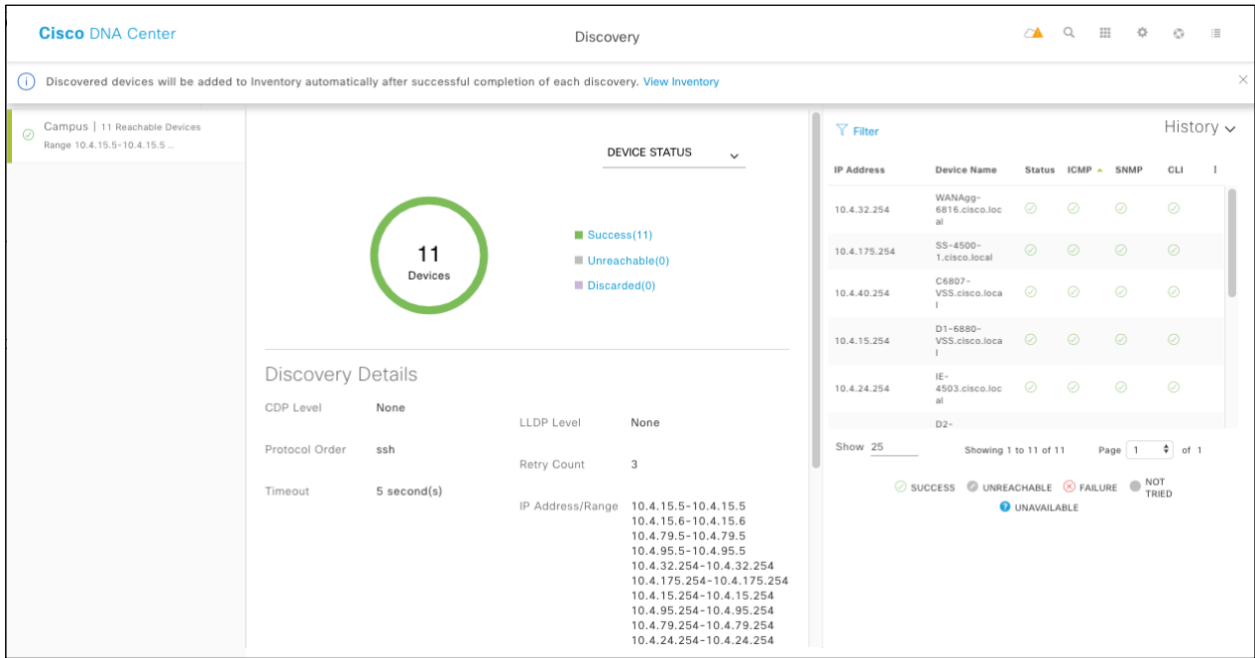 Cisco DNA Center
Discovery
Discovered devices will be added to Inventory automatically after successful completion of each discovery. View Inventory
Campus | 11 Reachable Devices
Range 10.4.15.5-10.4.15.5 ...
DEVICE STATUS
11
Devices
Success(11)
Unreachable(0)
Discarded(0)
Discovery Details
CDP Level None
LLDP Level None
Protocol Order ssh
Retry Count 3
Timeout 5 second(s)
IP Address/Range 10.4.15.5-10.4.15.5
10.4.15.6-10.4.15.6
10.4.79.5-10.4.79.5
10.4.95.5-10.4.95.5
10.4.32.254-10.4.32.254
10.4.175.254-10.4.175.254
10.4.15.254-10.4.15.254
10.4.95.254-10.4.95.254
10.4.79.254-10.4.79.254
10.4.24.254-10.4.24.254
Filter
History
IP Address Device Name Status ICMP SNMP CLI
WANAgg-
10.4.32.254 6816.cisco.loc
al
SS-4500-
10.4.175.254 1.cisco.local
C6807-
10.4.40.254 VSS.cisco.loca
l
D1-6880-
10.4.15.254 VSS.cisco.loca
l
IE-
10.4.24.254 4503.cisco.loc
al
D2-
Show 25 Showing 1 to 11 of 11 Page 1 of 1
SUCCESS UNREACHABLE FAILURE NOT TRIED
UNAVAILABLE